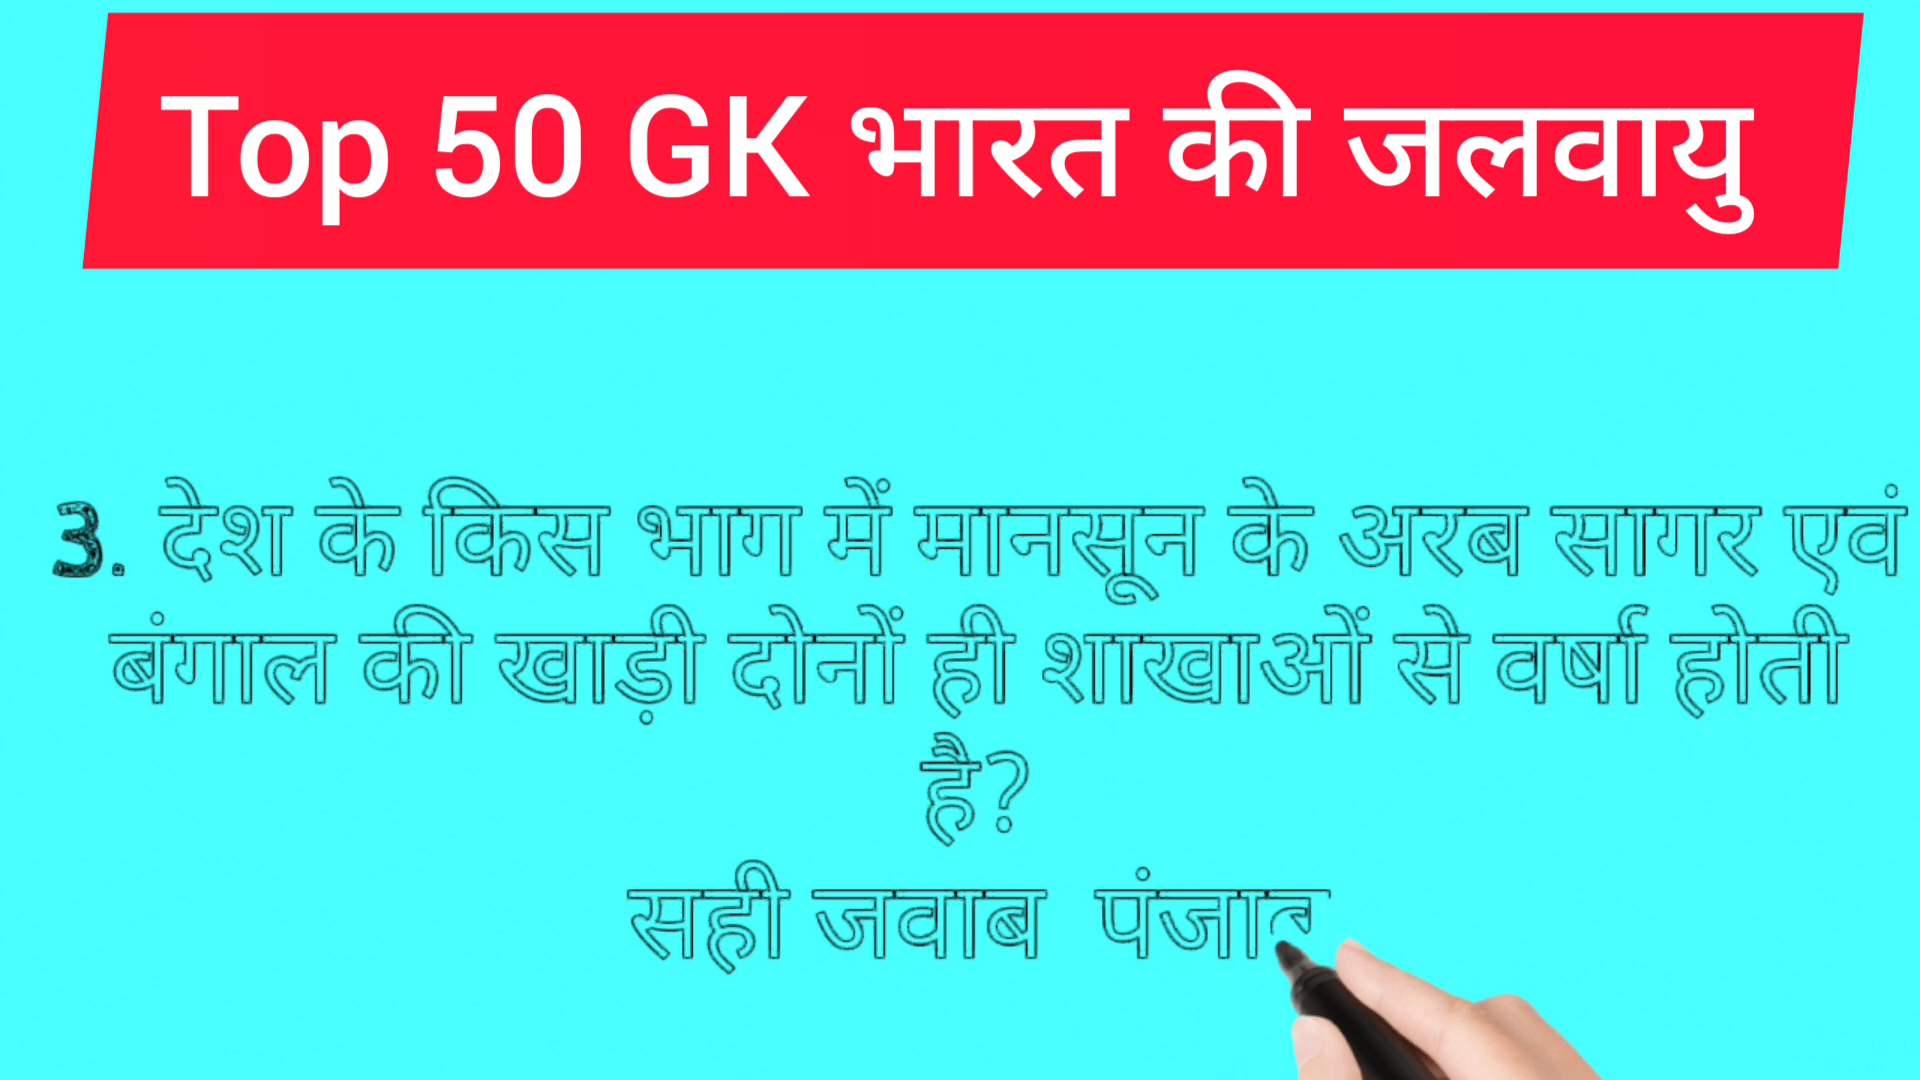 Top 50 GK भारत की जलवायु
3. देश के किस भाग में मानसून के अरब सागर एवं
बंगाल की खाड़ी दोनों ही शाखाओं से वर्षा होती
है?
सही जवाब पंजाब